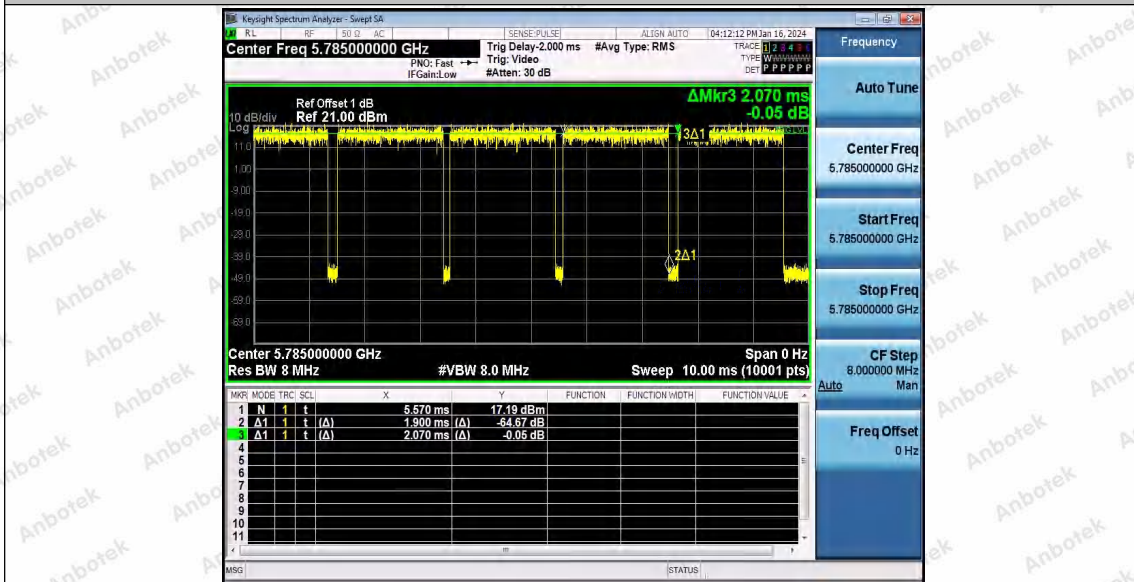 Keysight Spectrum Analyzer - Swept SA
RL RF 50 Ω AC SENSE:PULSE ALIGN AUTO 04:12:12 PM Jan 16, 2024
Center Freq 5.785000000 GHz
PNO: Fast
IFGain:Low
Trig Delay-2.000 ms
Trig: Video
#Atten: 30 dB
#Avg Type: RMS
TRACE 1 2 3 4 5 6
TYPE W
DET P P P P P P
ΔMkr3 2.070 ms
-0.05 dB
Ref Offset 1 dB
10 dB/div Ref 21.00 dBm
Log
11.0
1.00
-9.00
-19.0
-29.0
-39.0
-49.0
-59.0
-69.0
3Δ1
2Δ1
Center 5.785000000 GHz Span 0 Hz
Res BW 8 MHz #VBW 8.0 MHz Sweep 10.00 ms (10001 pts)
MKR MODE TRC SCL X Y FUNCTION FUNCTION WIDTH FUNCTION VALUE
1 N 1 t 5.570 ms 17.19 dBm
2 Δ1 1 t (Δ) 1.900 ms (Δ) -64.67 dB
3 Δ1 1 t (Δ) 2.070 ms (Δ) -0.05 dB
4
5
6
7
8
9
10
11
MSG STATUS
Frequency
Auto Tune
Center Freq
5.785000000 GHz
Start Freq
5.785000000 GHz
Stop Freq
5.785000000 GHz
CF Step
8.000000 MHz
Auto Man
Freq Offset
0 Hz
Anbotek